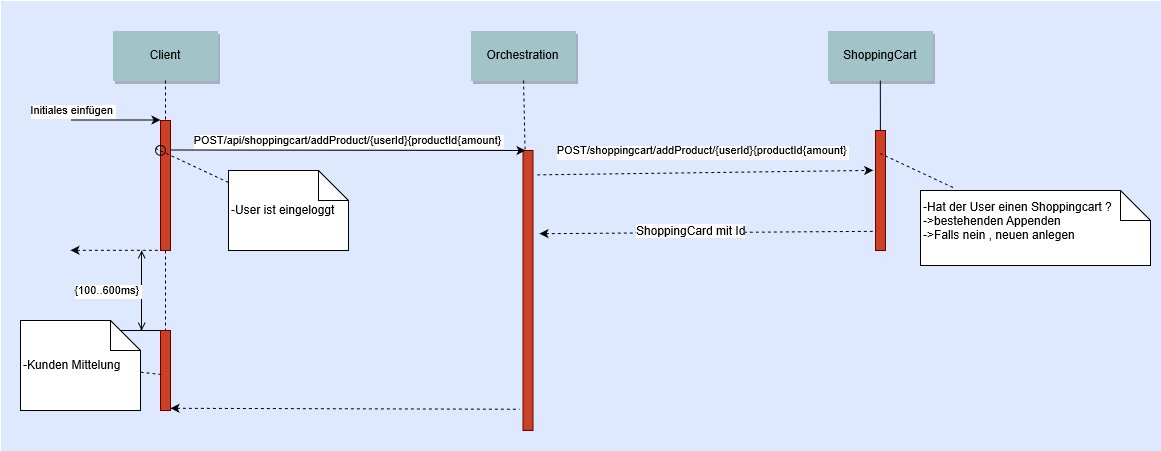 Client
Orchestration
ShoppingCart
Initiales einfügen
POST/api/shoppingcart/addProduct/{userId}{productId{amount}
POST/shoppingcart/addProduct/{userId}{productId{amount}
-User ist eingeloggt
-Hat der User einen Shoppingcart ?
->bestehenden Appenden
->Falls nein , neuen anlegen
ShoppingCard mit Id
{100..600ms}
-Kunden Mittelung